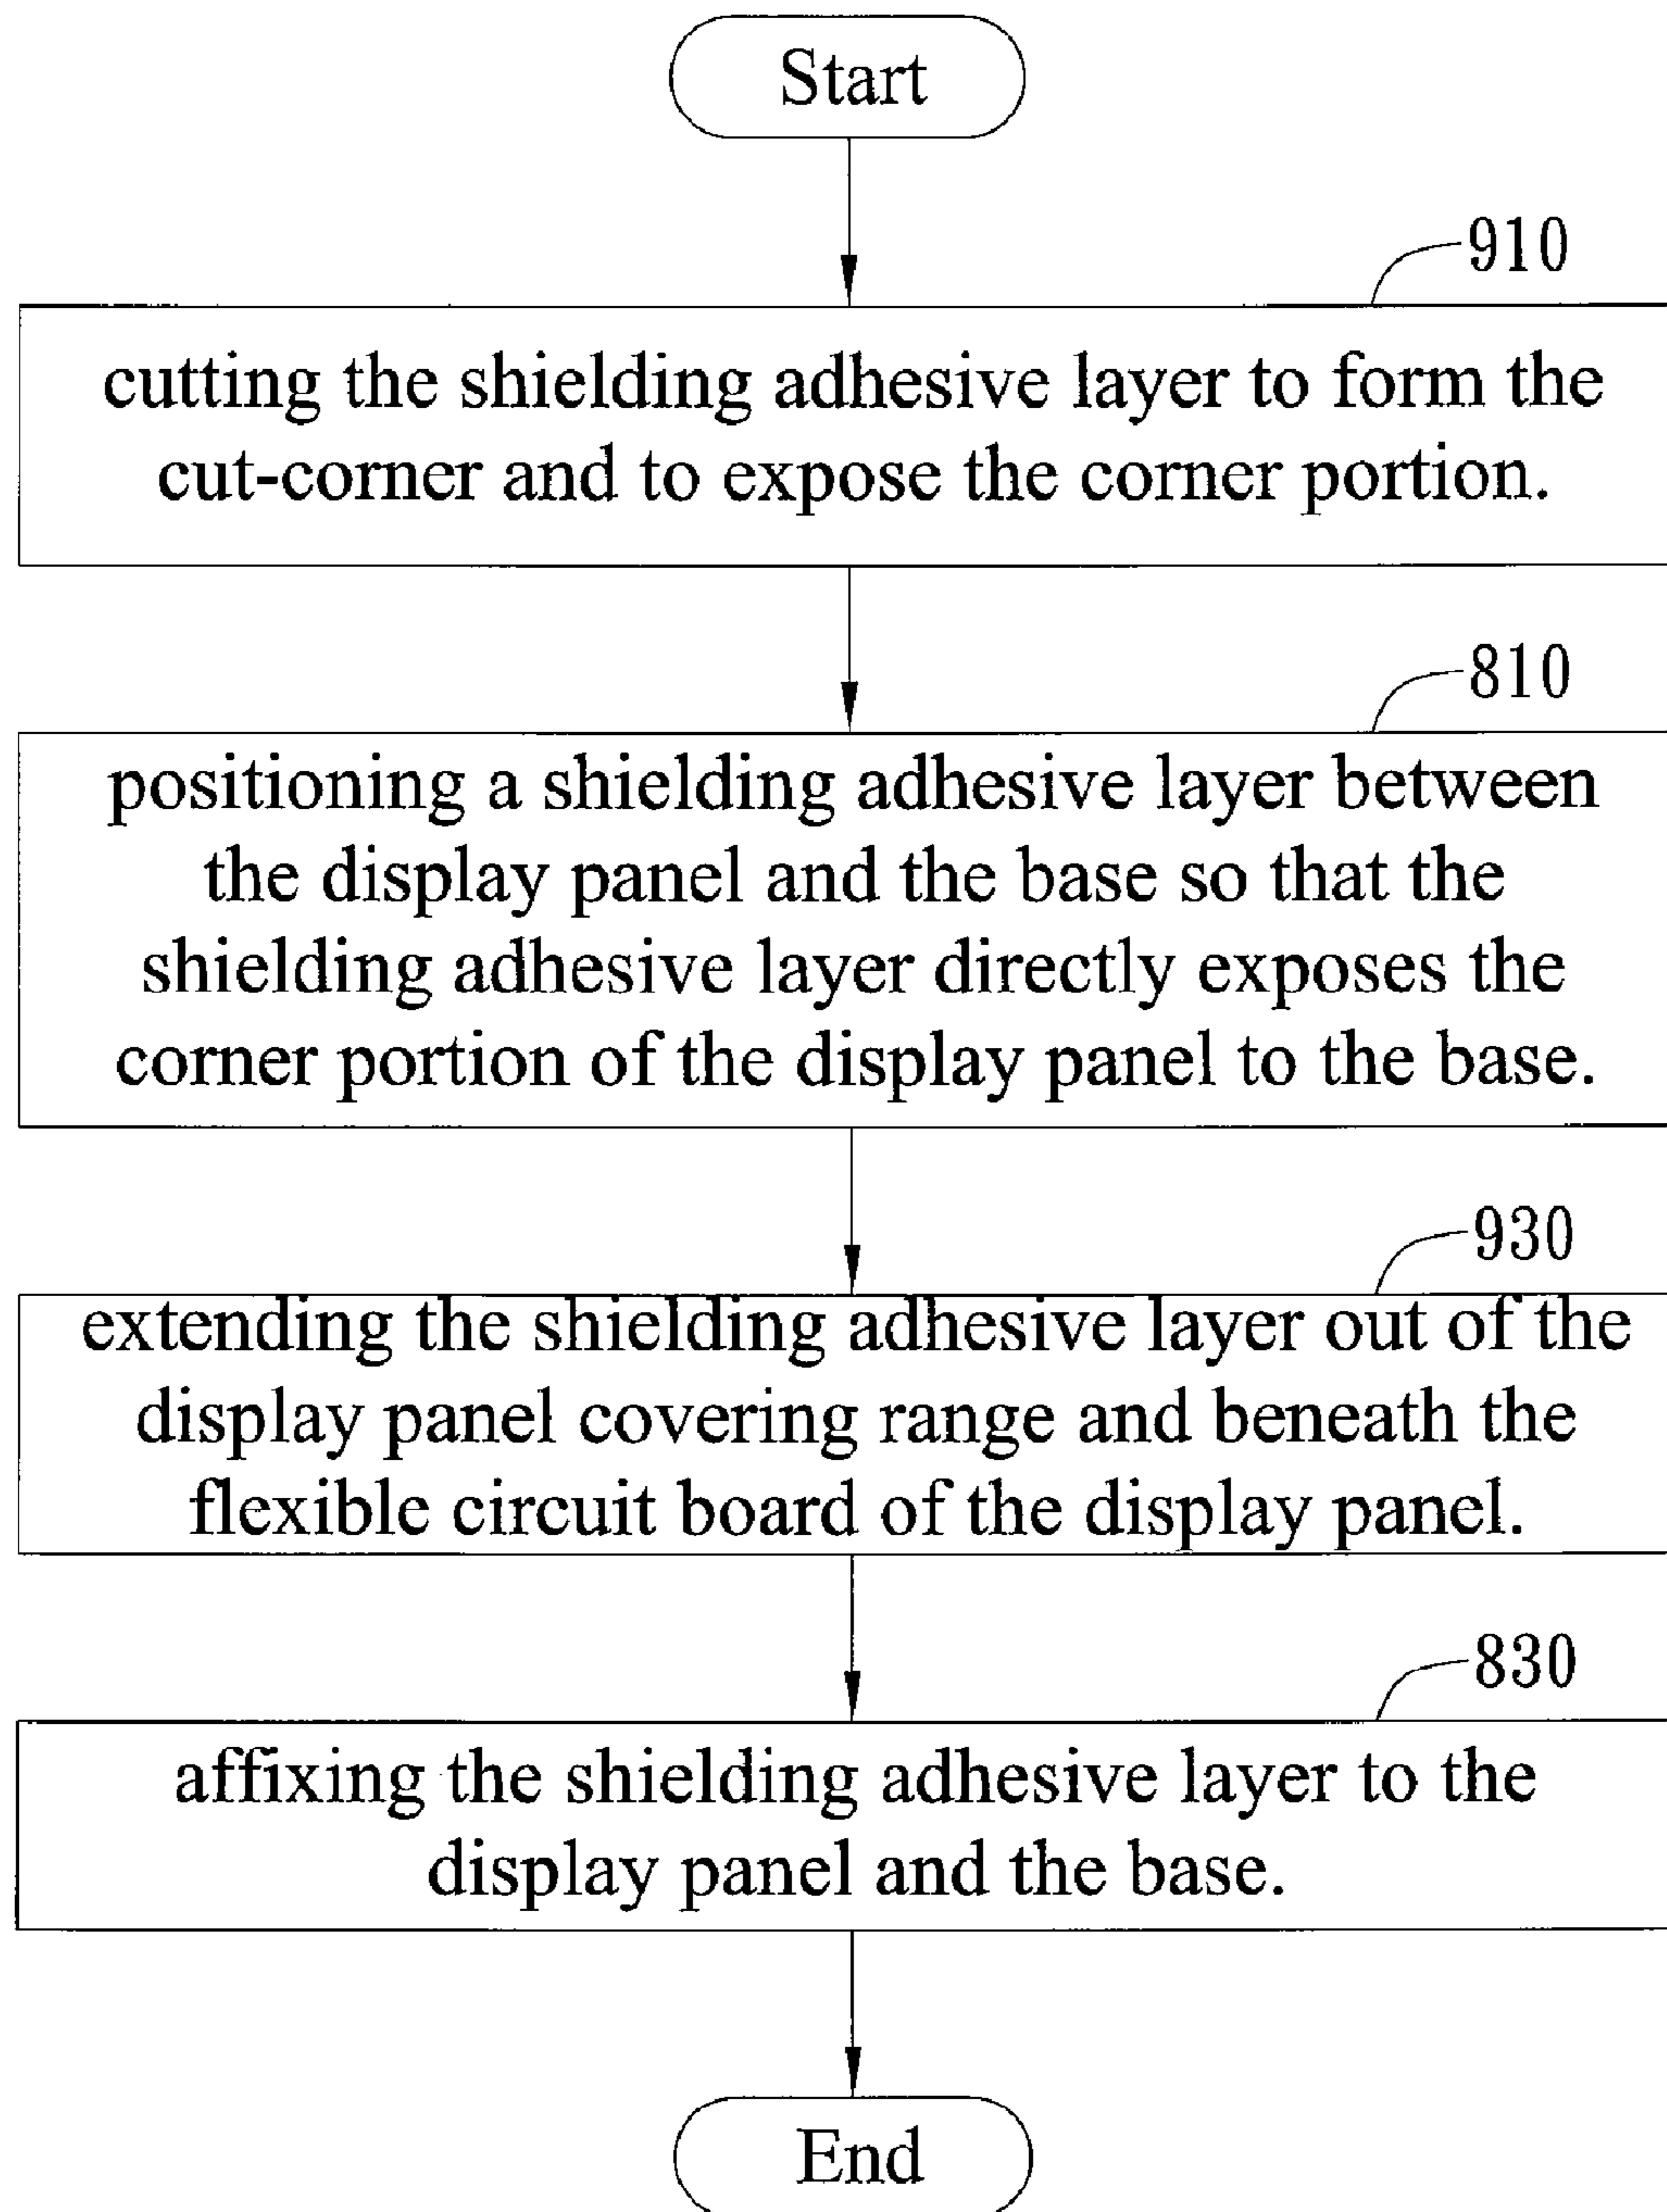 Start
910
cutting the shielding adhesive layer to form the
cut-corner and to expose the corner portion.
810
positioning a shielding adhesive layer between
the display panel and the base so that the
shielding adhesive layer directly exposes the
corner portion of the display panel to the base.
930
extending the shielding adhesive layer out of the
display panel covering range and beneath the
flexible circuit board of the display panel.
830
affixing the shielding adhesive layer to the
display panel and the base.
End